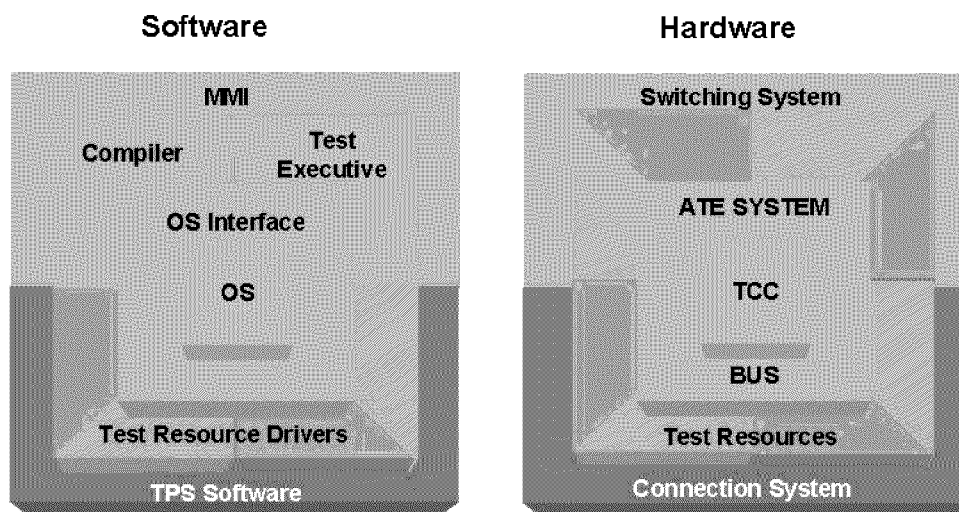 Software
MMI
Compiler
Test
Executive
OS Interface
OS
Test Resource Drivers
TPS Software
Hardware
Switching System
ATE SYSTEM
TCC
BUS
Test Resources
Connection System